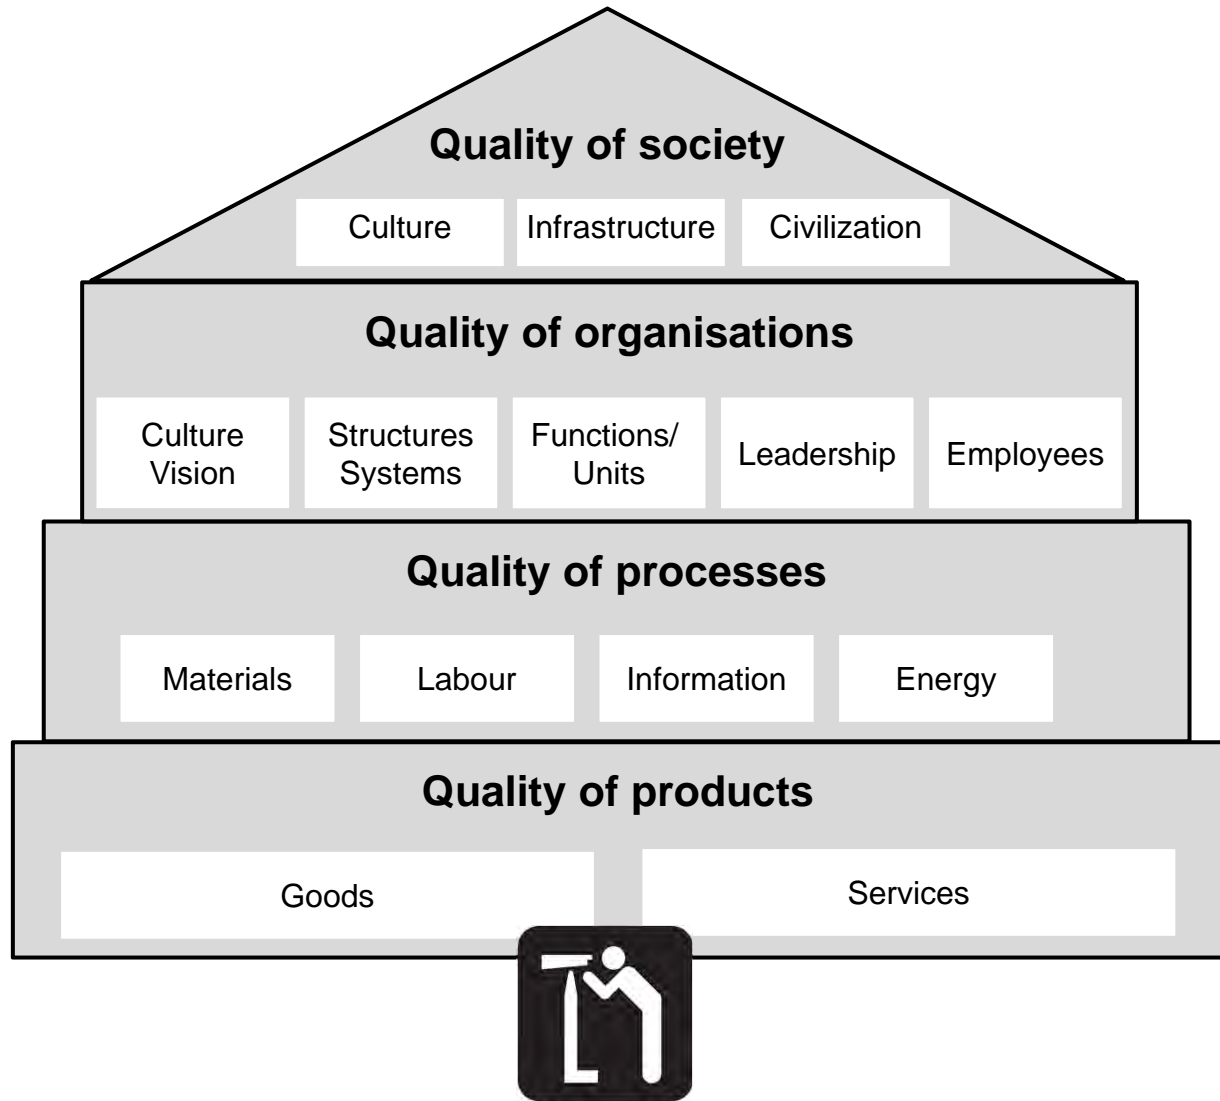 Quality of society
Culture
Infrastructure
Civilization
Quality of organisations
Culture
Vision
Structures
Systems
Functions/
Units
Leadership
Employees
Quality of processes
Materials
Labour
Information
Energy
Quality of products
Goods
Services